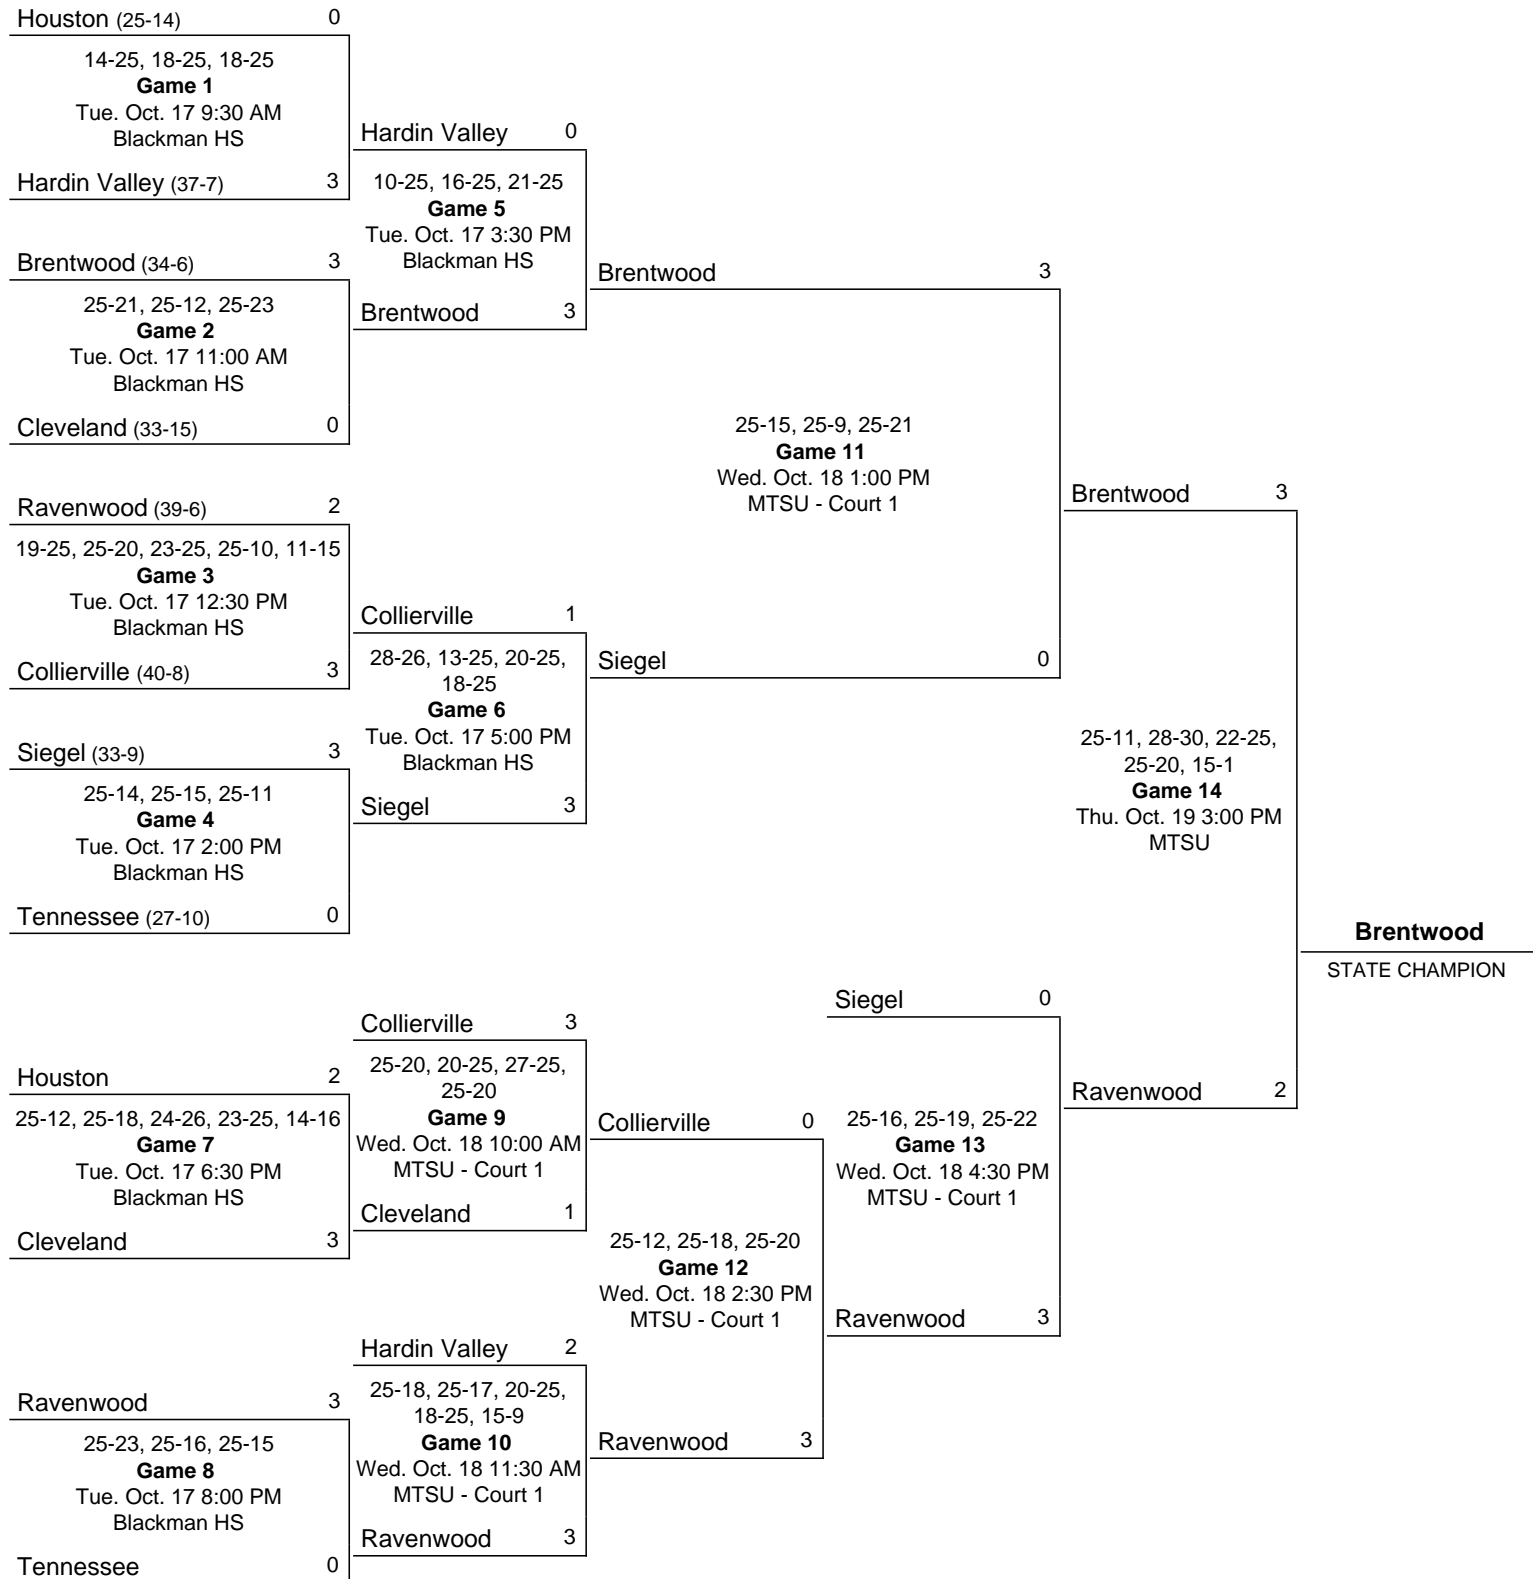 Houston (25-14) 0
14-25, 18-25, 18-25
Game 1
Tue. Oct. 17 9:30 AM
Blackman HS
Hardin Valley (37-7) 3
Brentwood (34-6) 3
25-21, 25-12, 25-23
Game 2
Tue. Oct. 17 11:00 AM
Blackman HS
Cleveland (33-15) 0
Ravenwood (39-6) 2
19-25, 25-20, 23-25, 25-10, 11-15
Game 3
Tue. Oct. 17 12:30 PM
Blackman HS
Collierville (40-8) 3
Siegel (33-9) 3
25-14, 25-15, 25-11
Game 4
Tue. Oct. 17 2:00 PM
Blackman HS
Tennessee (27-10) 0
Houston 2
25-12, 25-18, 24-26, 23-25, 14-16
Game 7
Tue. Oct. 17 6:30 PM
Blackman HS
Cleveland 3
Ravenwood 3
25-23, 25-16, 25-15
Game 8
Tue. Oct. 17 8:00 PM
Blackman HS
Tennessee 0
Hardin Valley 0
10-25, 16-25, 21-25
Game 5
Tue. Oct. 17 3:30 PM
Blackman HS
Brentwood 3
Collierville 1
28-26, 13-25, 20-25,
18-25
Game 6
Tue. Oct. 17 5:00 PM
Blackman HS
Siegel 3
Collierville 3
25-20, 20-25, 27-25,
25-20
Game 9
Wed. Oct. 18 10:00 AM
MTSU - Court 1
Cleveland 1
Hardin Valley 2
25-18, 25-17, 20-25,
18-25, 15-9
Game 10
Wed. Oct. 18 11:30 AM
MTSU - Court 1
Ravenwood 3
Brentwood 3
25-15, 25-9, 25-21
Game 11
Wed. Oct. 18 1:00 PM
MTSU - Court 1
Siegel 0
Collierville 0
25-12, 25-18, 25-20
Game 12
Wed. Oct. 18 2:30 PM
MTSU - Court 1
Ravenwood 3
Siegel 0
25-16, 25-19, 25-22
Game 13
Wed. Oct. 18 4:30 PM
MTSU - Court 1
Ravenwood 3
Brentwood 3
25-11, 28-30, 22-25,
25-20, 15-1
Game 14
Thu. Oct. 19 3:00 PM
MTSU
Ravenwood 2
Brentwood
STATE CHAMPION